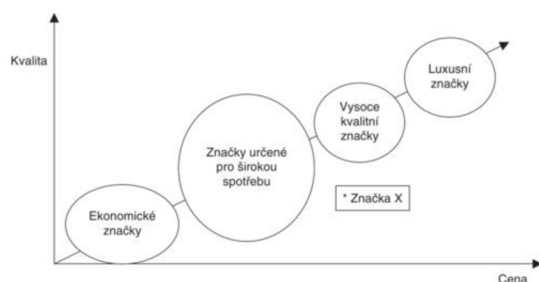 Kvalita
Luxusní
značky
Vysoce
kvalitní
značky
Značky určené
pro širokou
spotřebu
* Značka X
Ekonomické
značky
Cena